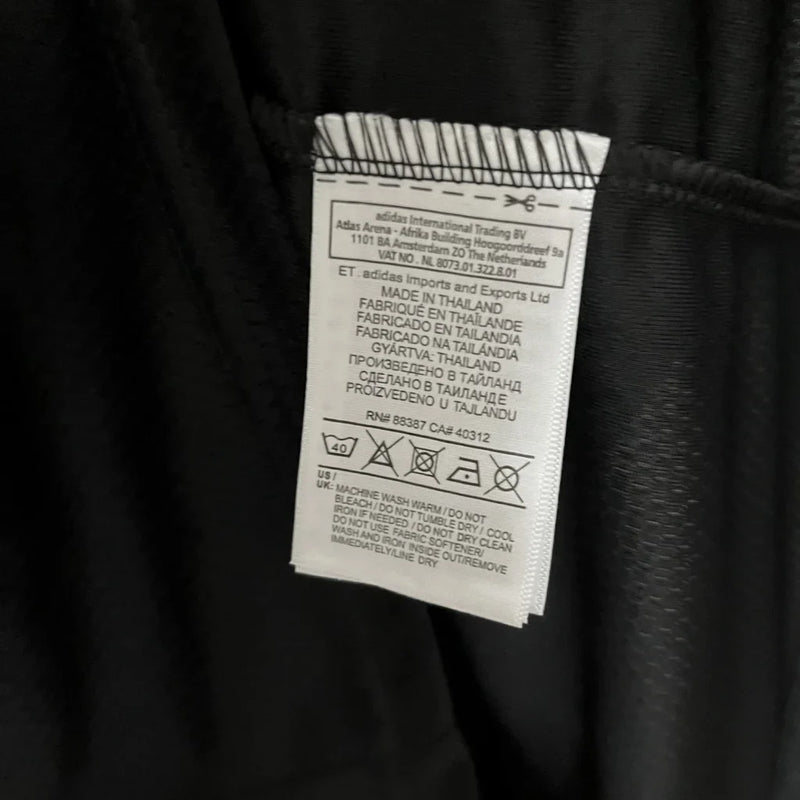 adidas International Trading BV
Atlas Arena - Afrika Building Hoogoorddreef 9a
1101 BA Amsterdam ZO The Netherlands
VAT NO. NL 8073.01.322.8.01
ET. adidas Imports and Exports Ltd
MADE IN THAILAND
FABRIQUÉ EN THAÏLANDE
FABRICADO EN TAILANDIA
FABRICADO NA TAILÂNDIA
GYÁRTVA: THAILAND
ПРОИЗВЕДЕНО В ТАЙЛАНД
СДЕЛАНО В ТАИЛАНДЕ
PROIZVEDENO U TAJLANDU
RN# 88387 CA# 40312
40
US /
UK: MACHINE WASH WARM / DO NOT
BLEACH / DO NOT TUMBLE DRY / COOL
IRON IF NEEDED / DO NOT DRY CLEAN
DO NOT USE FABRIC SOFTENER/
WASH AND IRON INSIDE OUT/REMOVE
IMMEDIATELY/LINE DRY